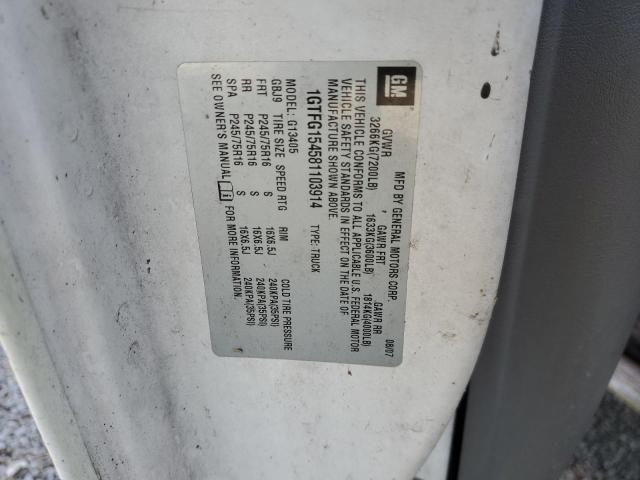 GM
MFD BY GENERAL MOTORS CORP. 08/07
GVWR GAWR FRT GAWR RR
3266KG(7200LB) 1633KG(3600LB) 1814KG(4000LB)
THIS VEHICLE CONFORMS TO ALL APPLICABLE U.S. FEDERAL MOTOR
VEHICLE SAFETY STANDARDS IN EFFECT ON THE DATE OF
MANUFACTURE SHOWN ABOVE.
1GTFG154581103914 TYPE: TRUCK
MODEL: G13405
GBJ9 TIRE SIZE SPEED RTG RIM COLD TIRE PRESSURE
FRT P245/75R16 S 16X6.5J 240KPA(35PSI)
RR P245/75R16 S 16X6.5J 240KPA(35PSI)
SPA P245/75R16 S 16X6.5J 240KPA(35PSI)
SEE OWNER'S MANUAL FOR MORE INFORMATION.